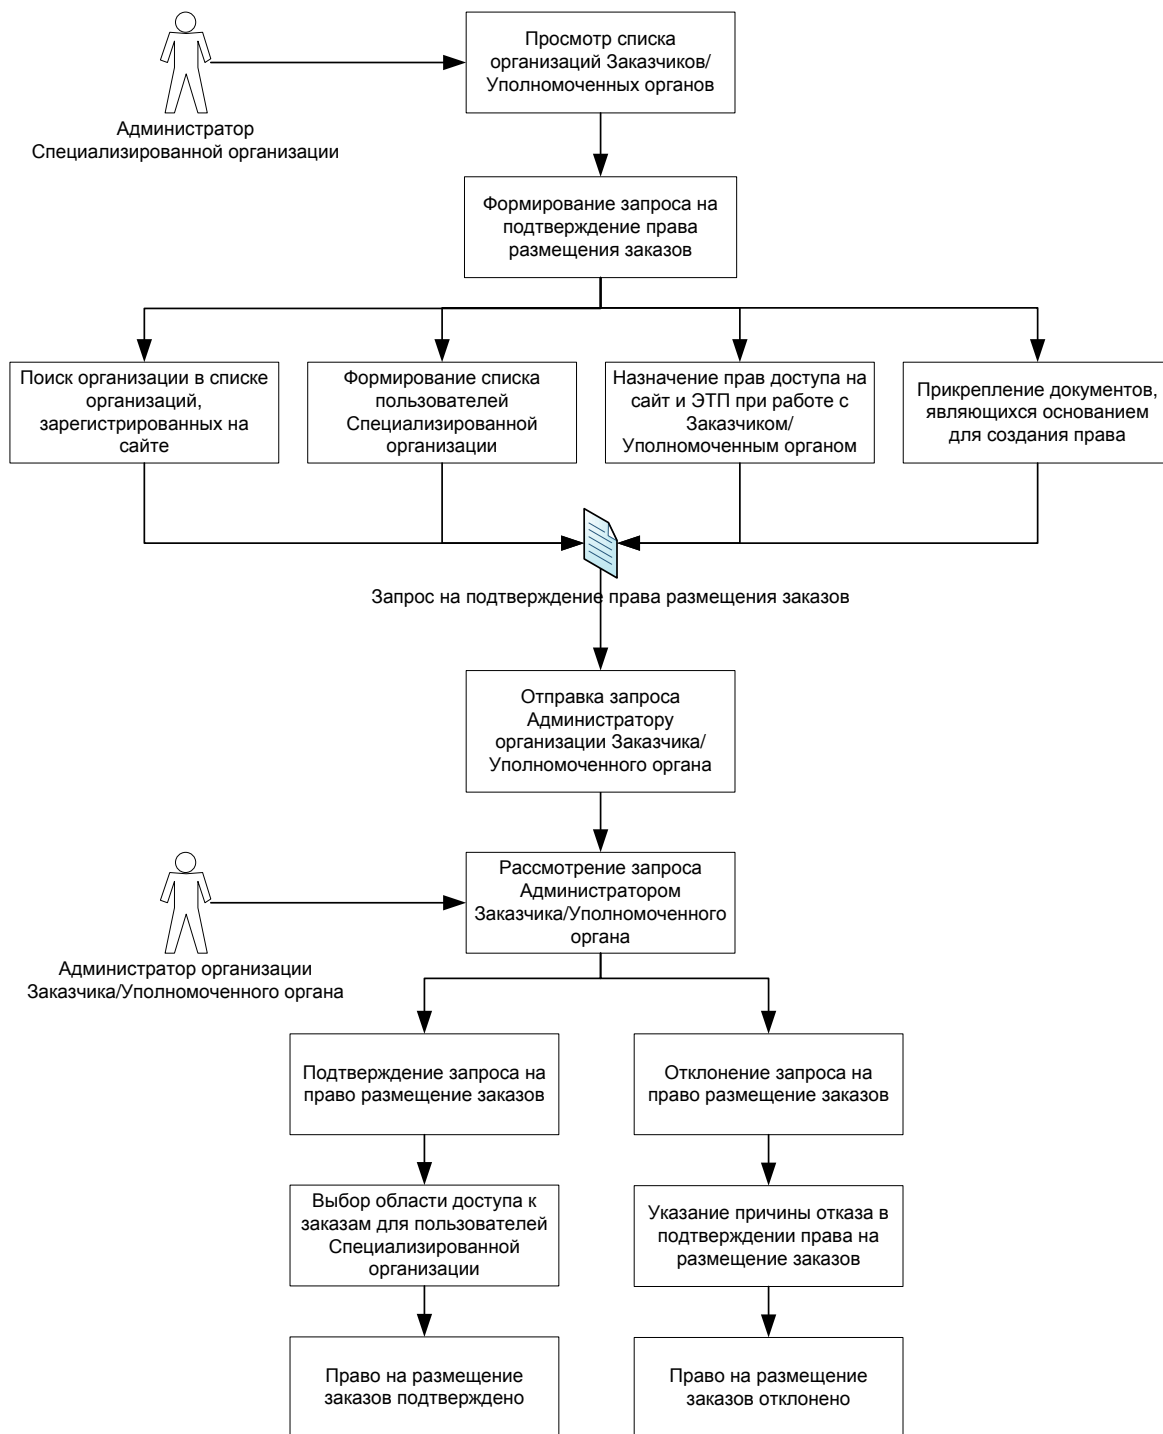 Просмотр списка
организаций Заказчиков/
Уполномоченных органов
Администратор
Специализированной организации
Формирование запроса на
подтверждение права
размещения заказов
Поиск организации в списке
организаций,
зарегистрированных на
сайте
Формирование списка
пользователей
Специализированной
организации
Назначение прав доступа на
сайт и ЭТП при работе с
Заказчиком/
Уполномоченным органом
Прикрепление документов,
являющихся основанием
для создания права
Запрос на подтверждение права размещения заказов
Отправка запроса
Администратору
организации Заказчика/
Уполномоченного органа
Рассмотрение запроса
Администратором
Заказчика/Уполномоченного
органа
Администратор организации
Заказчика/Уполномоченного органа
Подтверждение запроса на
право размещение заказов
Отклонение запроса на
право размещение заказов
Выбор области доступа к
заказам для пользователей
Специализированной
организации
Указание причины отказа в
подтверждении права на
размещение заказов
Право на размещение
заказов подтверждено
Право на размещение
заказов отклонено